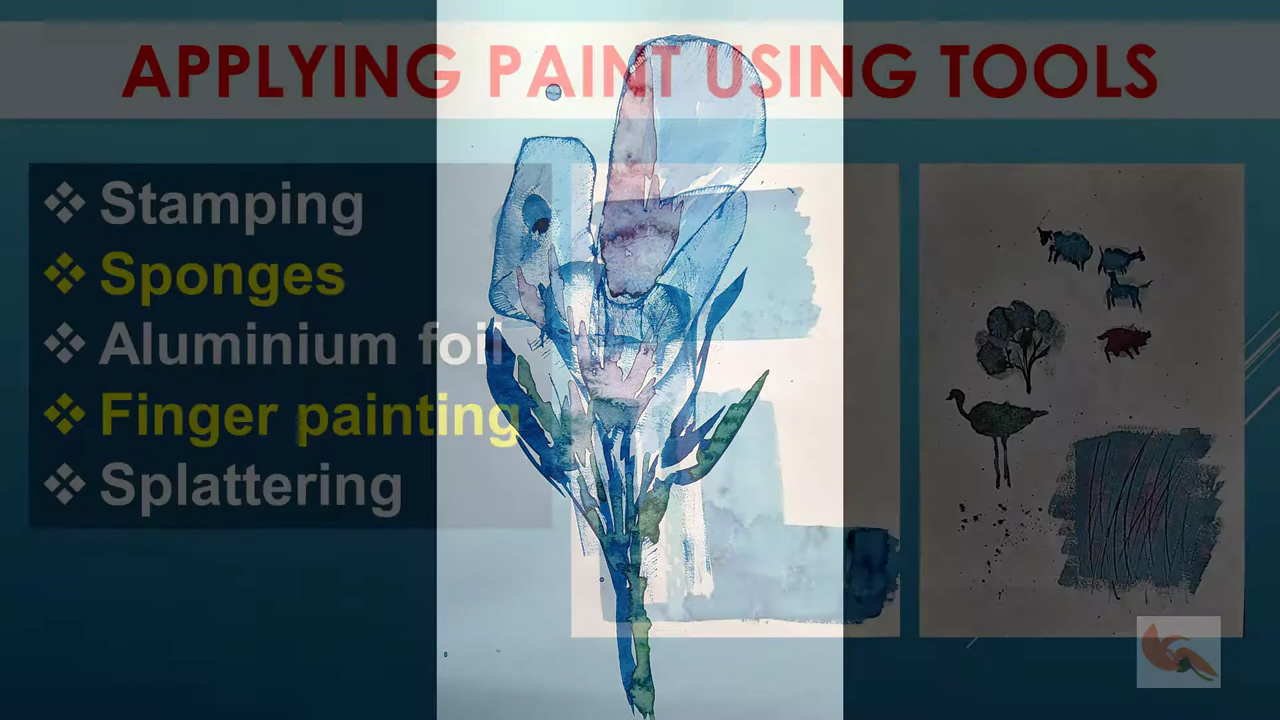 APPLYING PAINT USING TOOLS
❖ Stamping
❖ Sponges
❖ Aluminium foil
❖ Finger painting
❖ Splattering